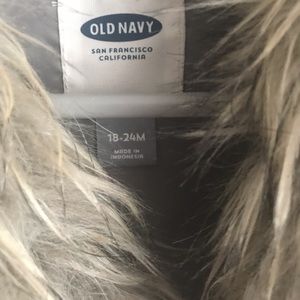 OLD NAVY
SAN FRANCISCO
CALIFORNIA
18-24M
MADE IN
INDONESIA